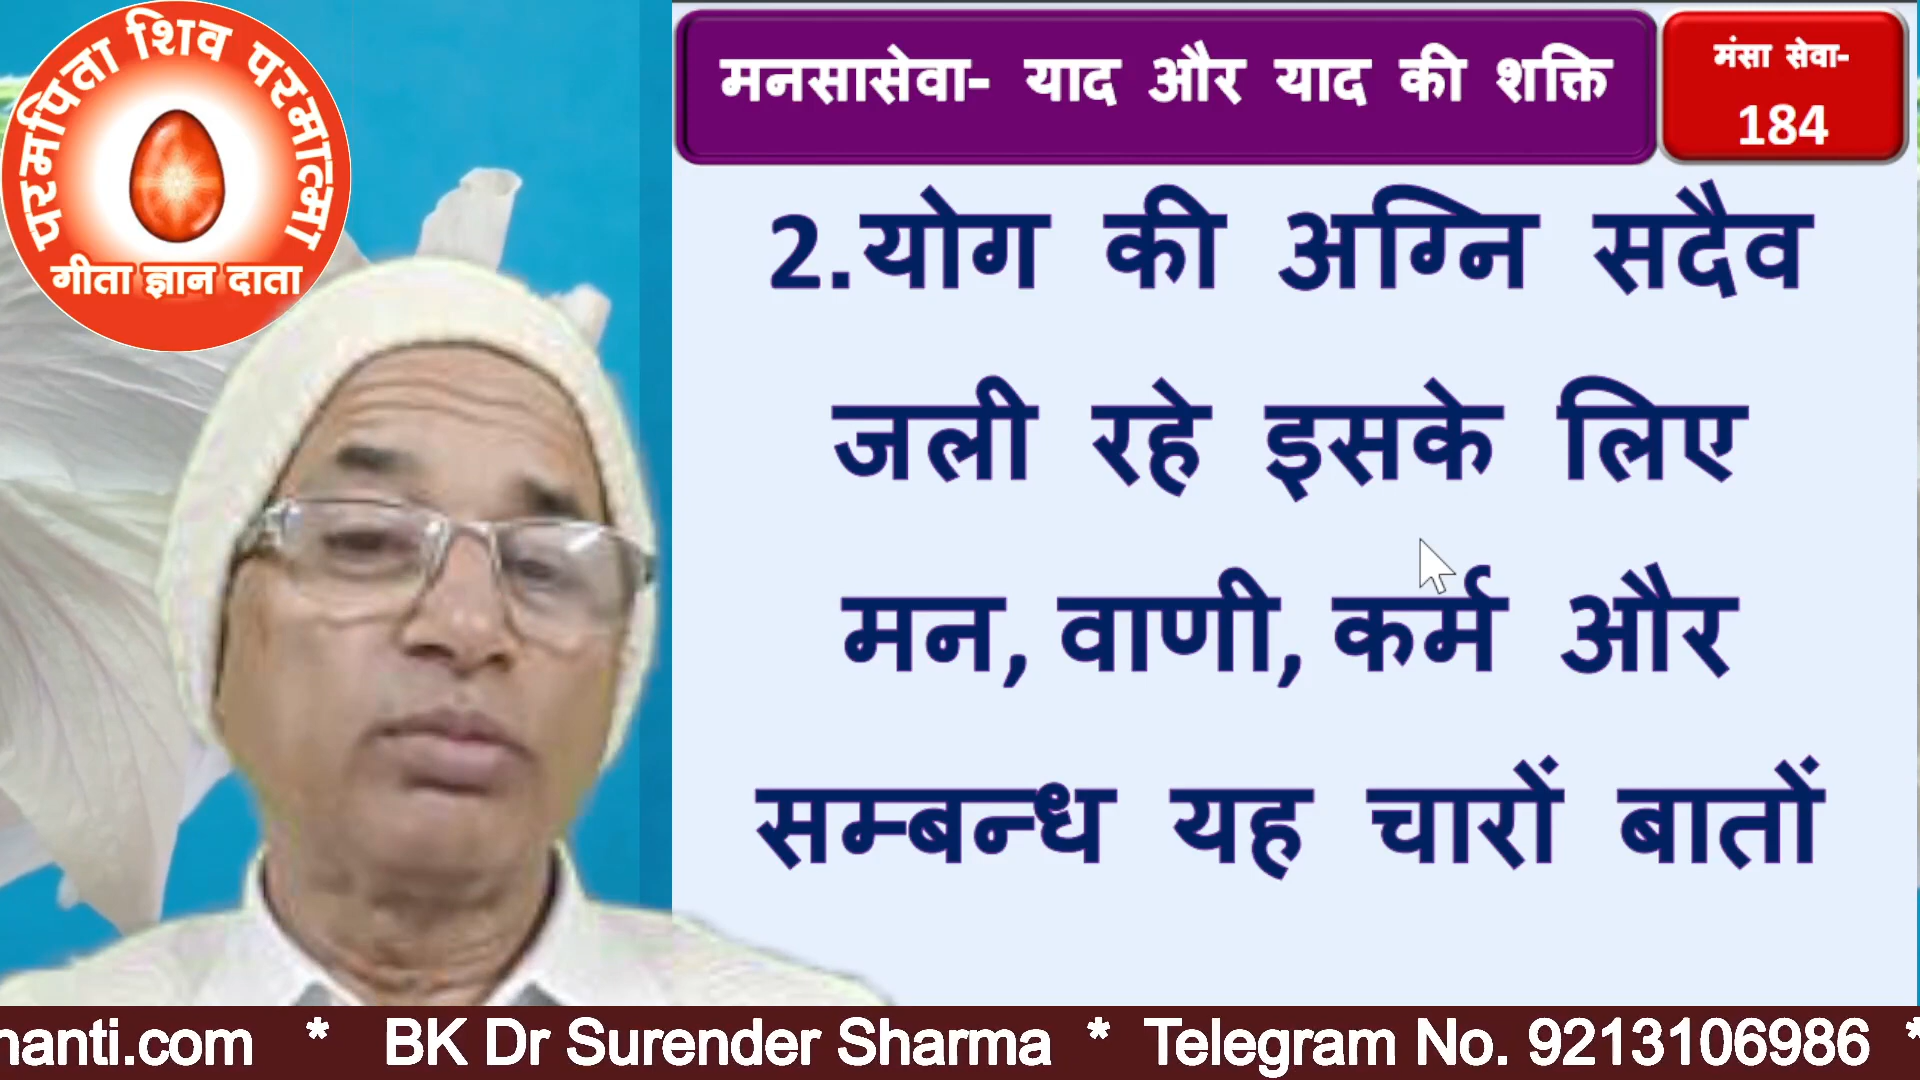 परमपिता शिव परमात्मा
गीता ज्ञान दाता
मनसासेवा- याद और याद की शक्ति
मंसा सेवा-
184
2.योग की अग्नि सदैव
जली रहे इसके लिए
मन, वाणी, कर्म और
सम्बन्ध यह चारों बातों
hanti.com * BK Dr Surender Sharma * Telegram No. 9213106986 *